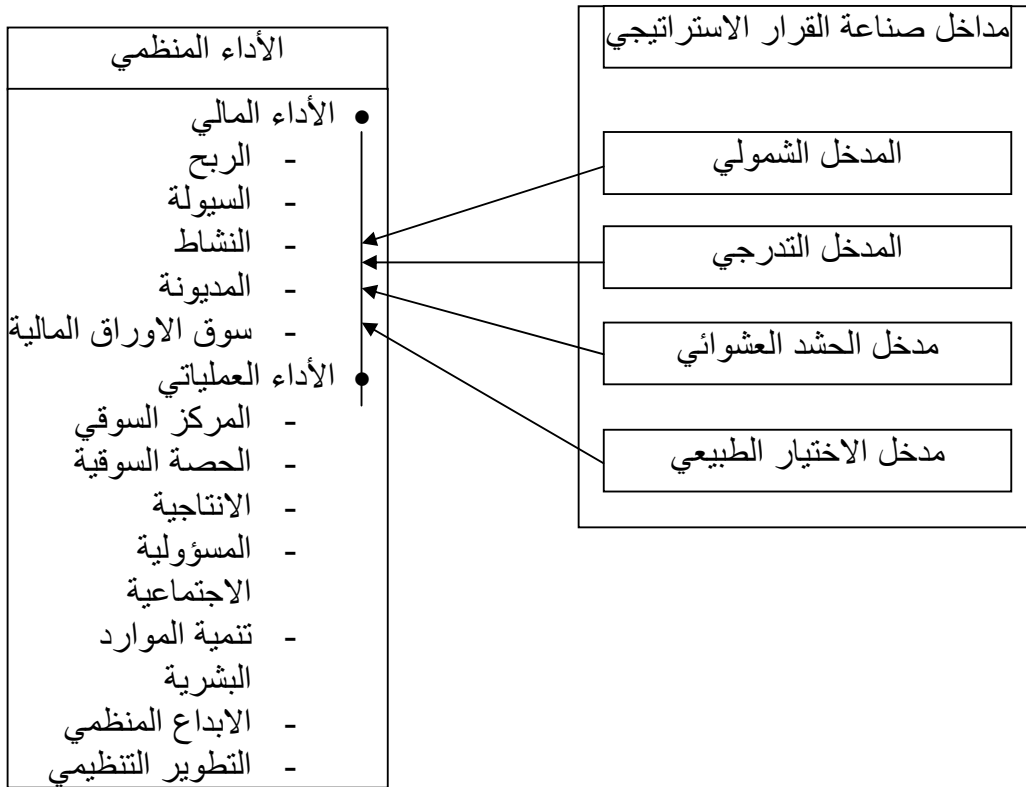 مداخل صناعة القرار الاستراتيجي
المدخل الشمولي
المدخل التدرجي
مدخل الحشد العشوائي
مدخل الاختيار الطبيعي
الأداء المنظمي
● الأداء المالي
- الربح
- السيولة
- النشاط
- المديونة
- سوق الاوراق المالية
● الأداء العملياتي
- المركز السوقي
- الحصة السوقية
- الانتاجية
- المسؤولية
الاجتماعية
- تنمية الموارد
البشرية
- الابداع المنظمي
- التطوير التنظيمي